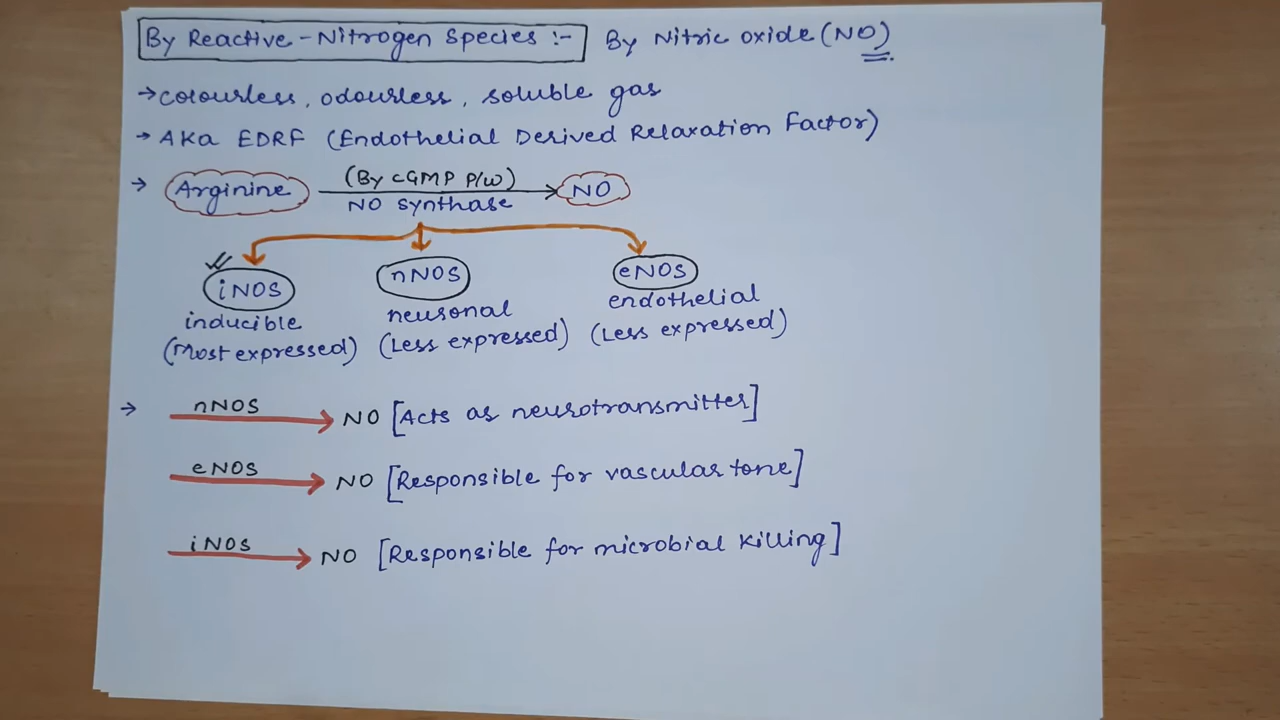 By Reactive-Nitrogen Species :- By Nitric oxide (NO)
→ colourless, odourless, soluble gas
→ AKA EDRF (Endothelial Derived Relaxation Factor)
→ Arginine (By cGMP P/W) NO
NO synthase
iNOS nNOS eNOS
inducible neuronal endothelial
(Most expressed) (Less expressed) (Less expressed)
→ nNOS NO [Acts as neurotransmitter]
eNOS NO [Responsible for vascular tone]
iNOS NO [Responsible for microbial killing]